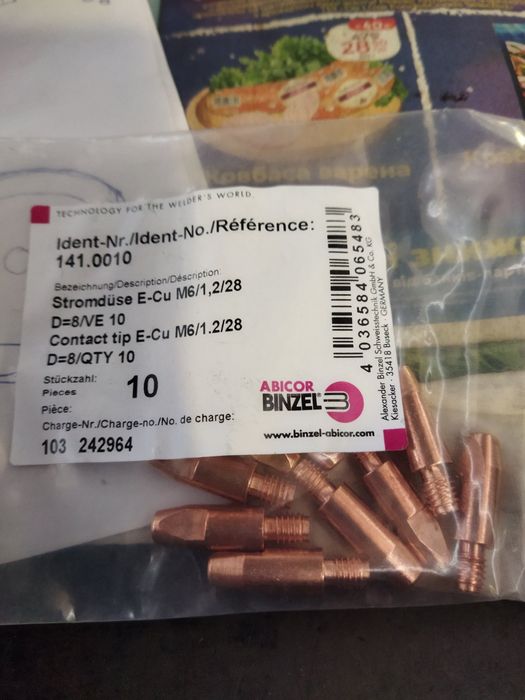 -40%
28
Ковбаса варена
TECHNOLOGY FOR THE WELDER'S WORLD.
Ident-Nr./Ident-No./Référence:
141.0010
Bezeichnung/Description/Déscription:
Stromdüse E-Cu M6/1,2/28
D=8/VE 10
Contact tip E-Cu M6/1.2/28
D=8/QTY 10
Stückzahl:
Pieces
Pièce:
10
Charge-Nr./Charge-no./No. de charge:
103 242964
ABICOR
BINZEL®
www.binzel-abicor.com
4 036584 065483
Alexander Binzel Schweisstechnik GmbH & Co. KG
Kiesacker · 35418 Buseck · GERMANY